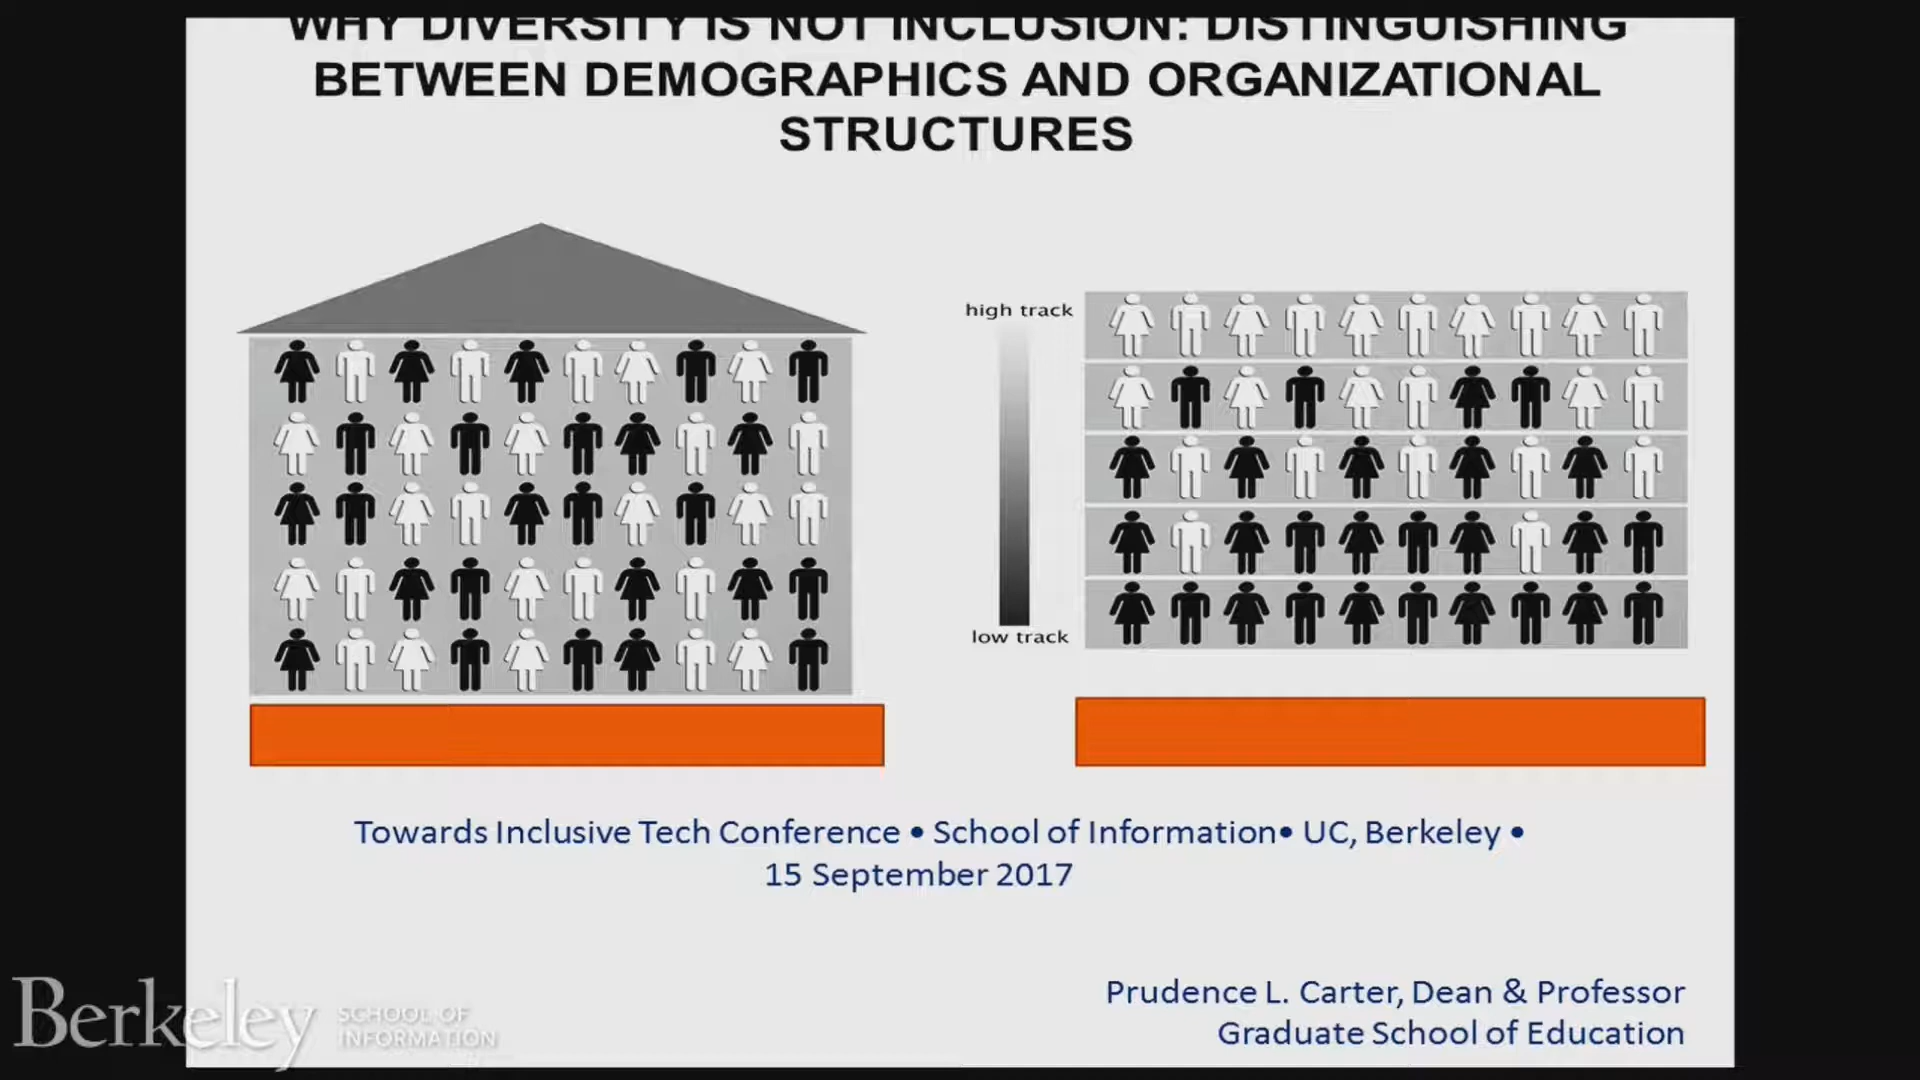 WHY DIVERSITY IS NOT INCLUSION: DISTINGUISHING
BETWEEN DEMOGRAPHICS AND ORGANIZATIONAL
STRUCTURES
high track
low track
Towards Inclusive Tech Conference • School of Information• UC, Berkeley •
15 September 2017
Prudence L. Carter, Dean & Professor
Graduate School of Education
Berkeley
SCHOOL OF
INFORMATION